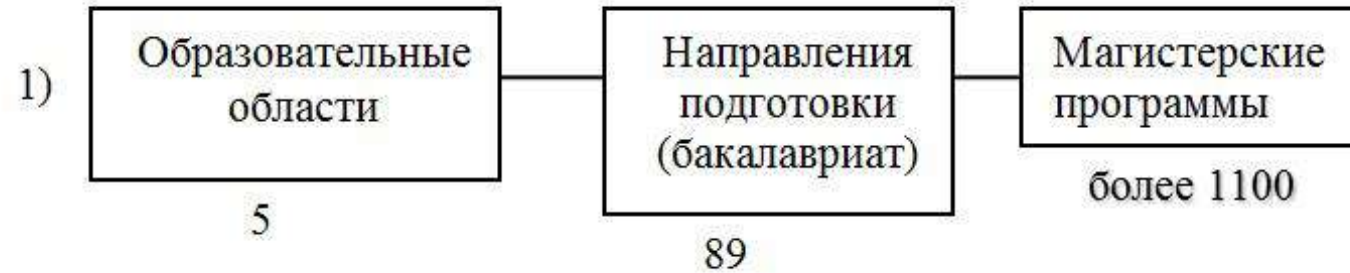 1)
Образовательные
области
5
Направления
подготовки
(бакалавриат)
89
Магистерские
программы
более 1100